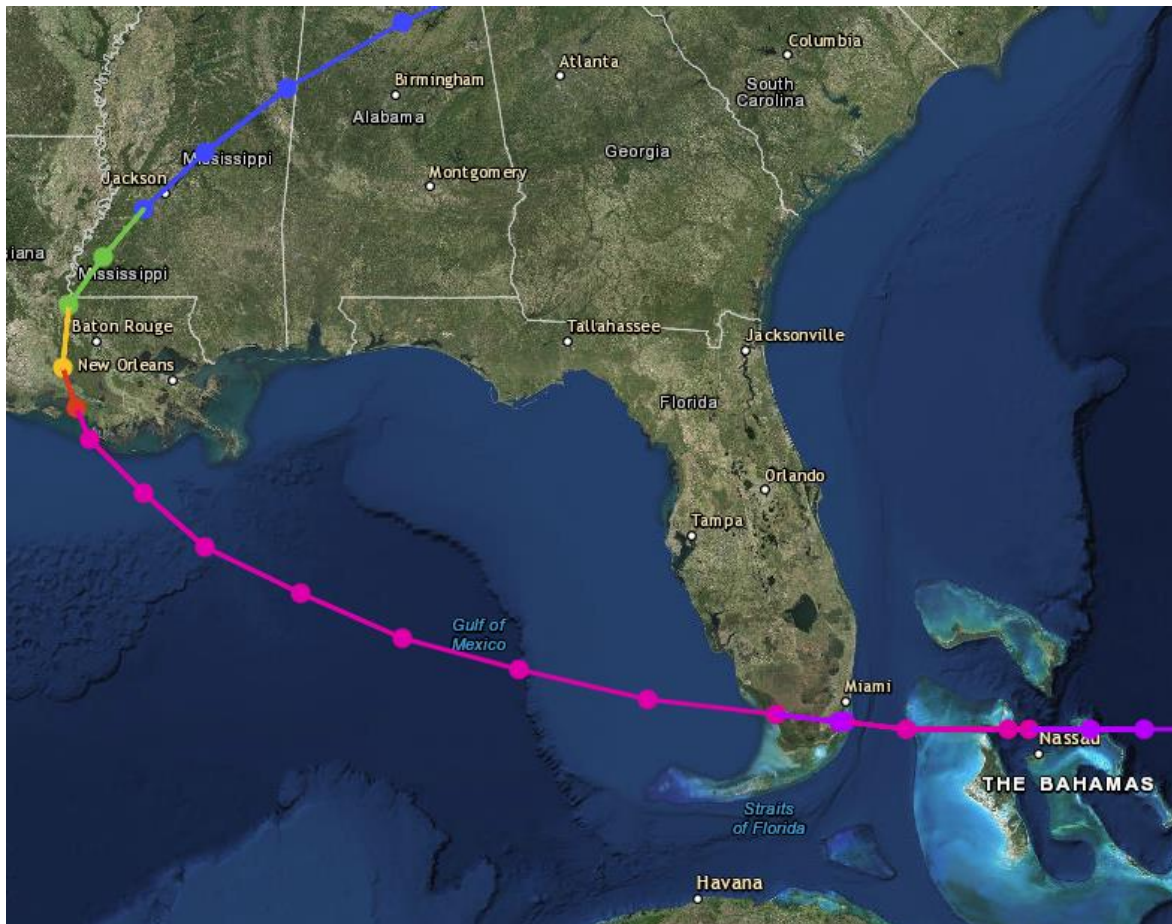 Columbia
Atlanta
Birmingham
South
Carolina
Alabama
Georgia
Mississippi
Jackson
Montgomery
siana
Mississippi
Baton Rouge
Tallahassee
Jacksonville
New Orleans
Florida
Orlando
Tampa
Gulf of
Mexico
Miami
Nassau
THE BAHAMAS
Straits
of Florida
Havana